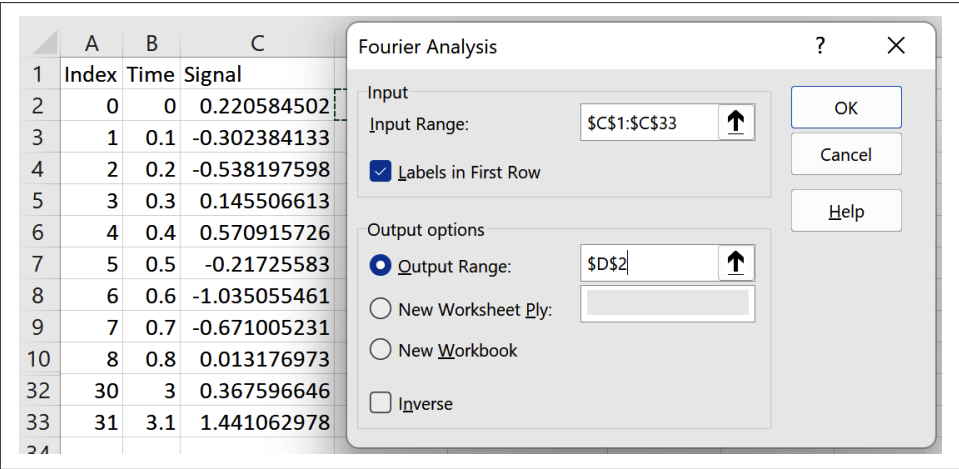 A B C
1 Index Time Signal
2 0 0 0.220584502
3 1 0.1 -0.302384133
4 2 0.2 -0.538197598
5 3 0.3 0.145506613
6 4 0.4 0.570915726
7 5 0.5 -0.21725583
8 6 0.6 -1.035055461
9 7 0.7 -0.671005231
10 8 0.8 0.013176973
32 30 3 0.367596646
33 31 3.1 1.441062978
34
Fourier Analysis ?
Input
Input Range: $C$1:$C$33
Labels in First Row
Output options
Output Range: $D$2
New Worksheet Ply:
New Workbook
Inverse
OK
Cancel
Help